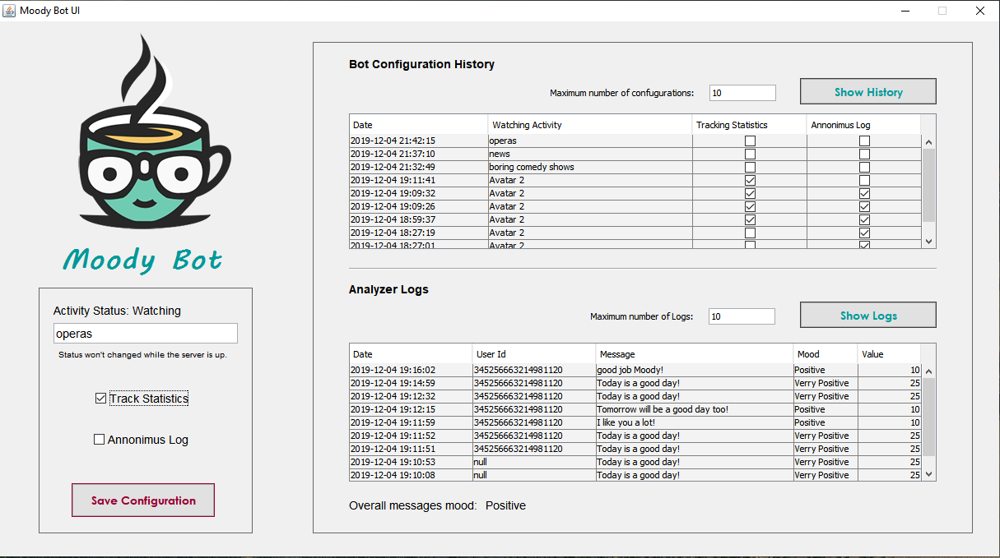 Moody Bot UI
Moody Bot
Activity Status: Watching
operas
Status won't changed while the server is up.
Track Statistics
Annonimus Log
Save Configuration
Bot Configuration History
Maximum number of confugurations: 10 Show History
Date Watching Activity Tracking Statistics Annonimus Log
2019-12-04 21:42:15 operas
2019-12-04 21:37:10 news
2019-12-04 21:32:49 boring comedy shows
2019-12-04 19:11:41 Avatar 2
2019-12-04 19:09:32 Avatar 2
2019-12-04 19:09:26 Avatar 2
2019-12-04 18:59:37 Avatar 2
2019-12-04 18:27:19 Avatar 2
2019-12-04 18:27:01 Avatar 2
Analyzer Logs
Maximum number of Logs: 10 Show Logs
Date User Id Message Mood Value
2019-12-04 19:16:02 345256663214981120 good job Moody! Positive 10
2019-12-04 19:14:59 345256663214981120 Today is a good day! Verry Positive 25
2019-12-04 19:12:32 345256663214981120 Today is a good day! Verry Positive 25
2019-12-04 19:12:15 345256663214981120 Tomorrow will be a good day too! Positive 10
2019-12-04 19:11:59 345256663214981120 I like you a lot! Positive 10
2019-12-04 19:11:52 345256663214981120 Today is a good day! Verry Positive 25
2019-12-04 19:11:51 345256663214981120 Today is a good day! Verry Positive 25
2019-12-04 19:10:53 null Today is a good day! Verry Positive 25
2019-12-04 19:10:08 null Today is a good day! Verry Positive 25
Overall messages mood: Positive